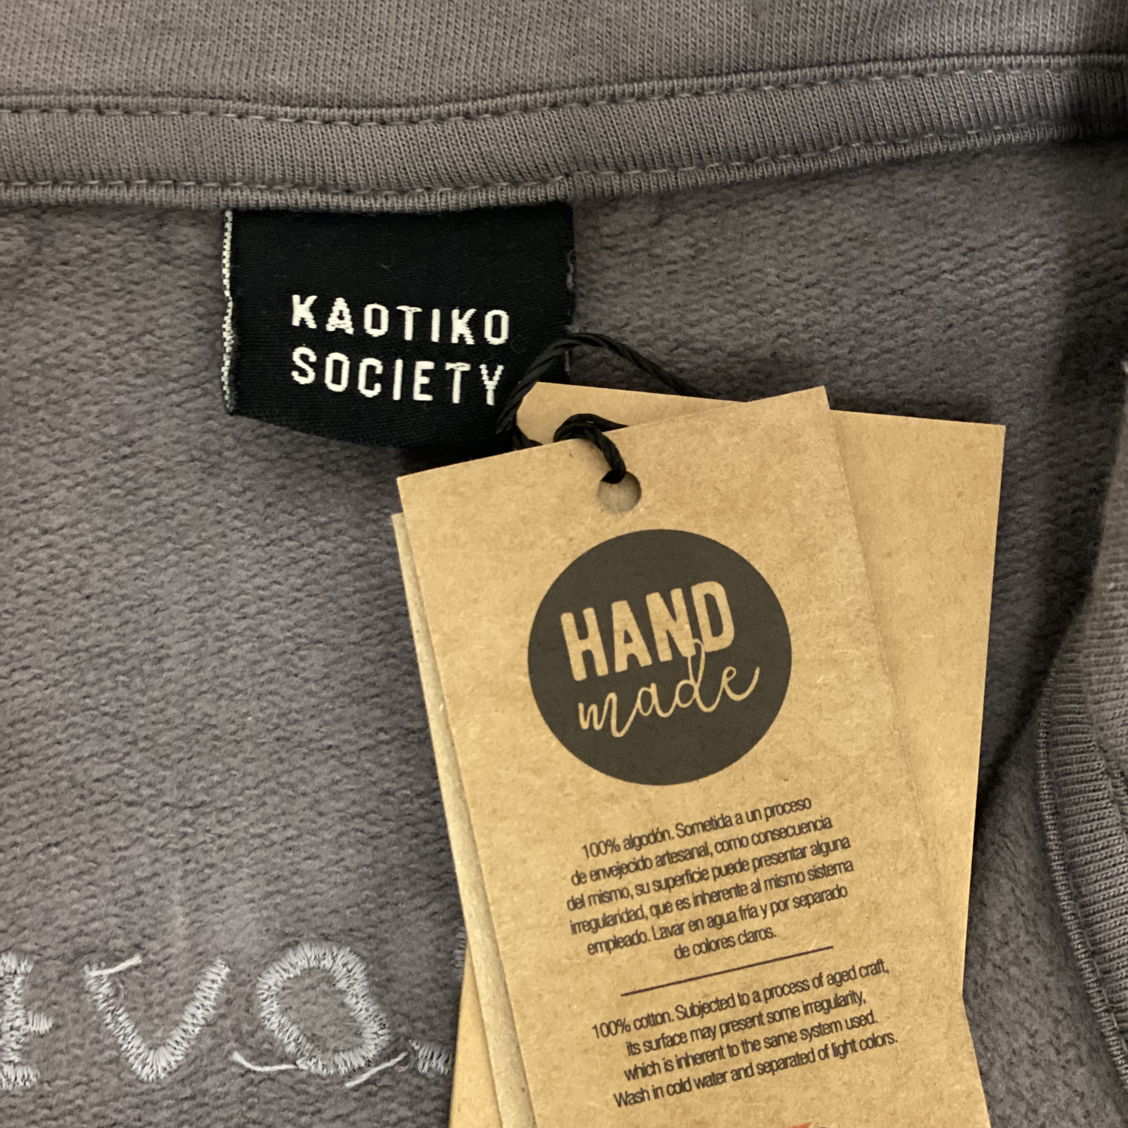 KAOTIKO
SOCIETY
HAND
made
100% algodón. Sometida a un proceso
de envejecido artesanal, como consecuencia
del mismo, su superficie puede presentar alguna
irregularidad, que es inherente al mismo sistema
empleado. Lavar en agua fría y por separado
de colores claros.
100% cotton. Subjected to a process of aged craft,
its surface may present some irregularity,
which is inherent to the same system used.
Wash in cold water and separated of light colors.